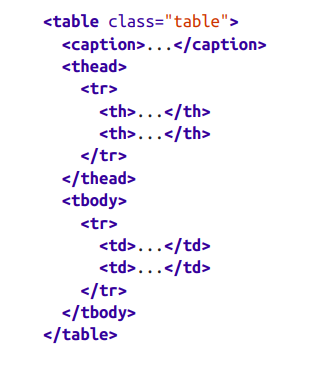 <table class="table">
  <caption>...</caption>
  <thead>
    <tr>
      <th>...</th>
      <th>...</th>
    </tr>
  </thead>
  <tbody>
    <tr>
      <td>...</td>
      <td>...</td>
    </tr>
  </tbody>
</table>